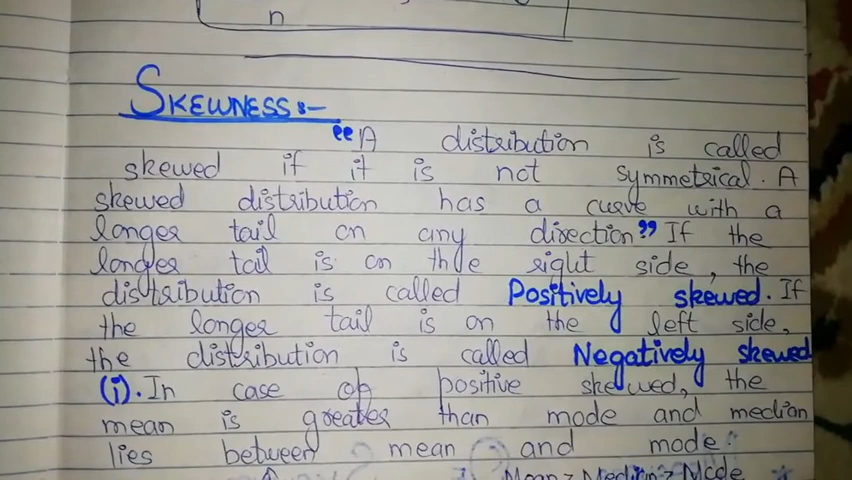 n
SKEWNESS:-
"A distribution is called
skewed if it is not symmetrical. A
skewed distribution has a curve with a
longer tail on any direction" If the
longer tail is on the right side, the
distribution is called Positively skewed. If
the longer tail is on the left side,
the distribution is called Negatively skewed
(i). In case of positive skewed, the
mean is greater than mode and median
lies between mean and mode.
Mean > Median > Mode